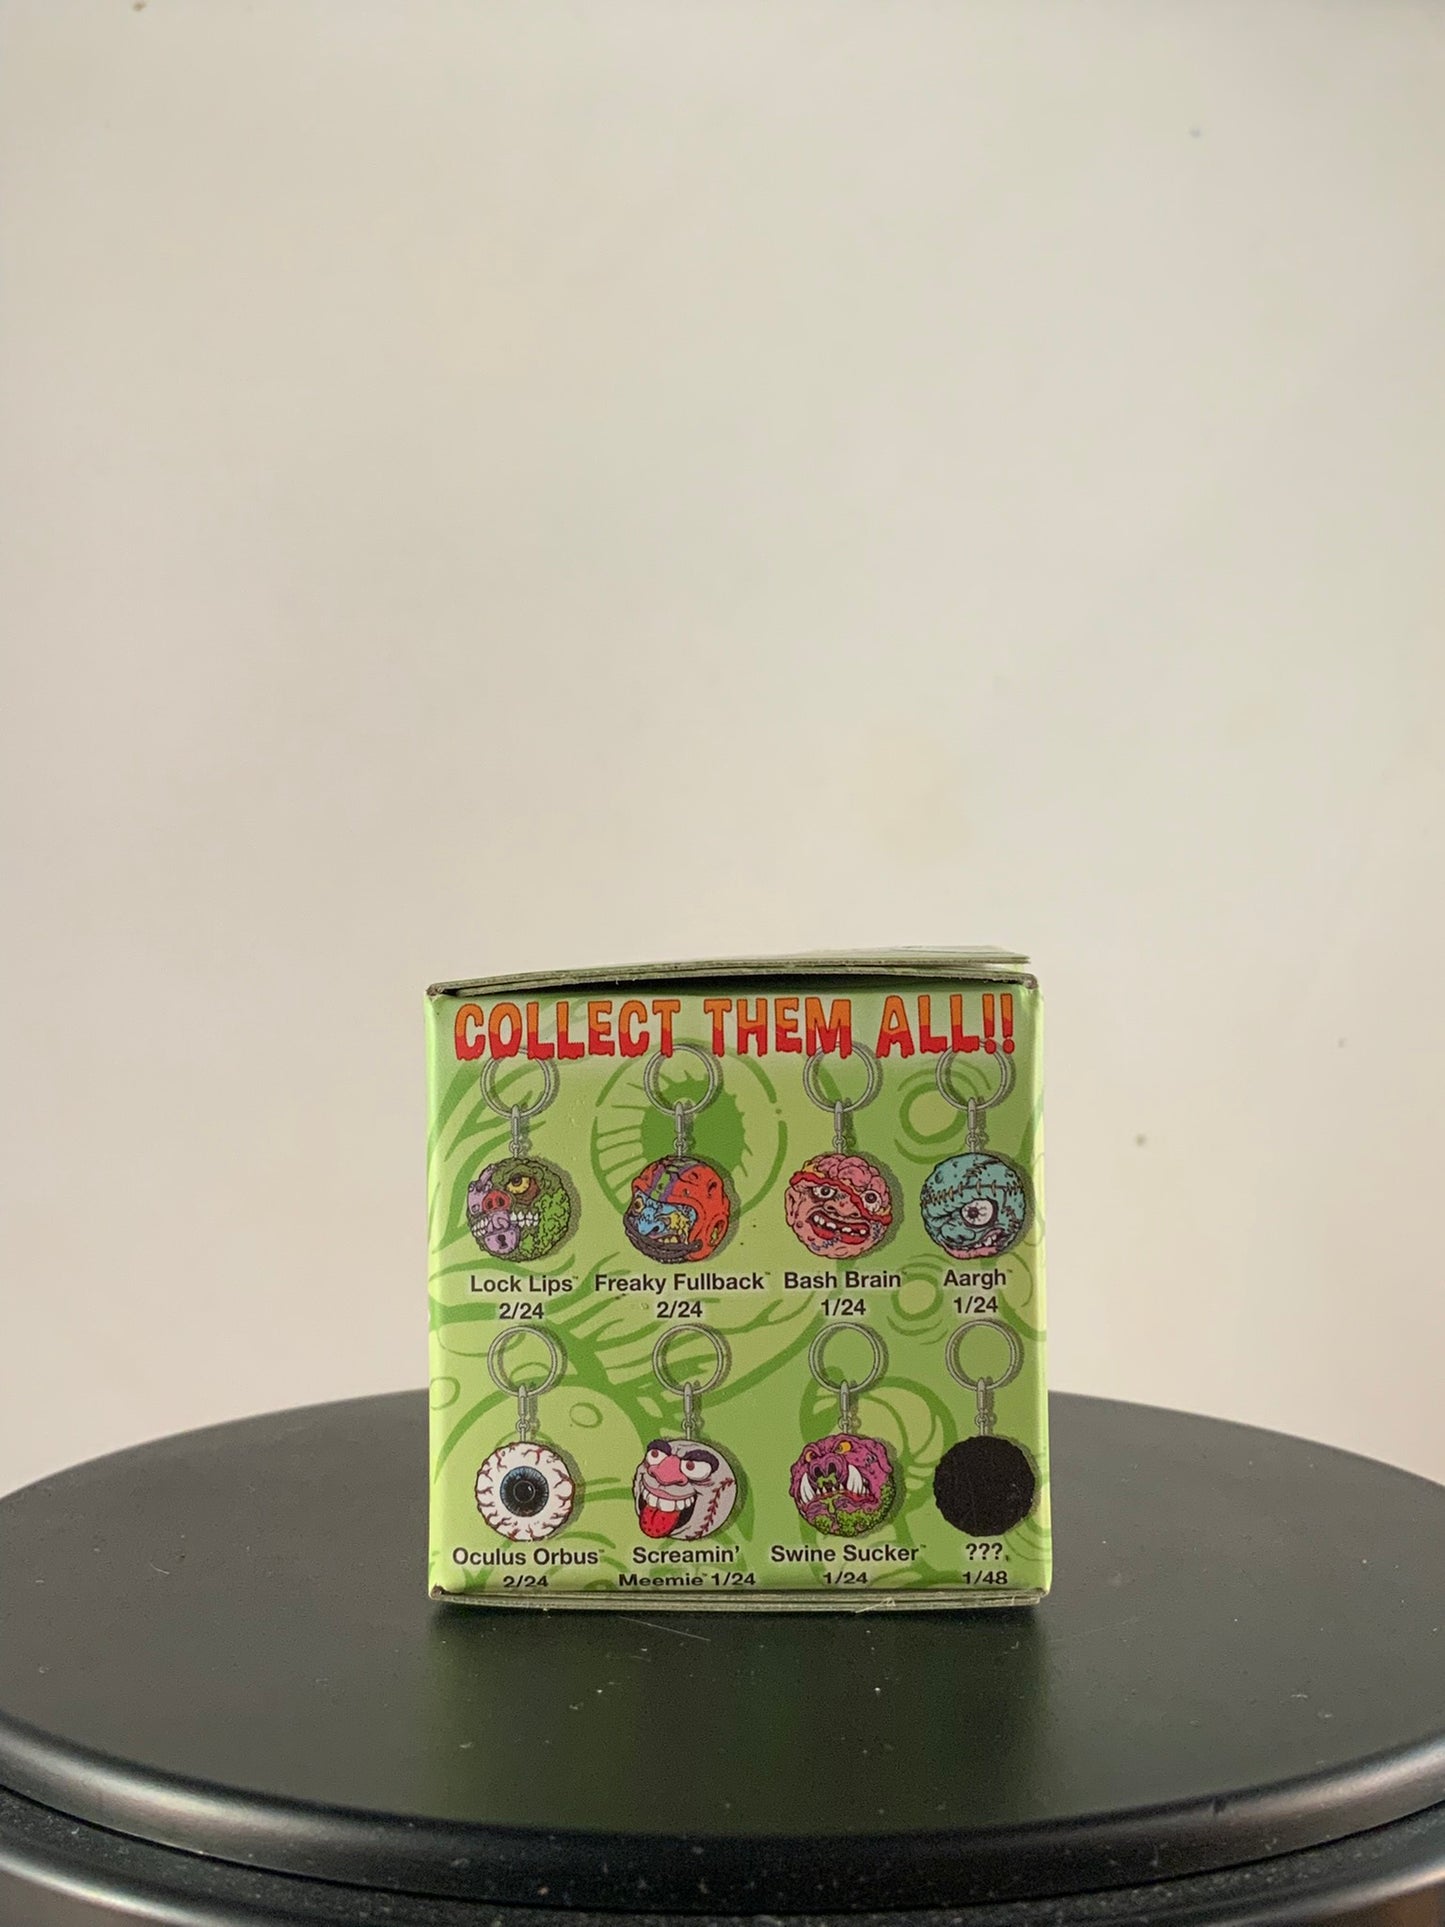 COLLECT THEM ALL!!
Lock Lips™ Freaky Fullback™ Bash Brain™ Aargh™
2/24 2/24 1/24 1/24
Oculus Orbus™ Screamin' Swine Sucker™ ???
2/24 Meemie™ 1/24 1/24 1/48